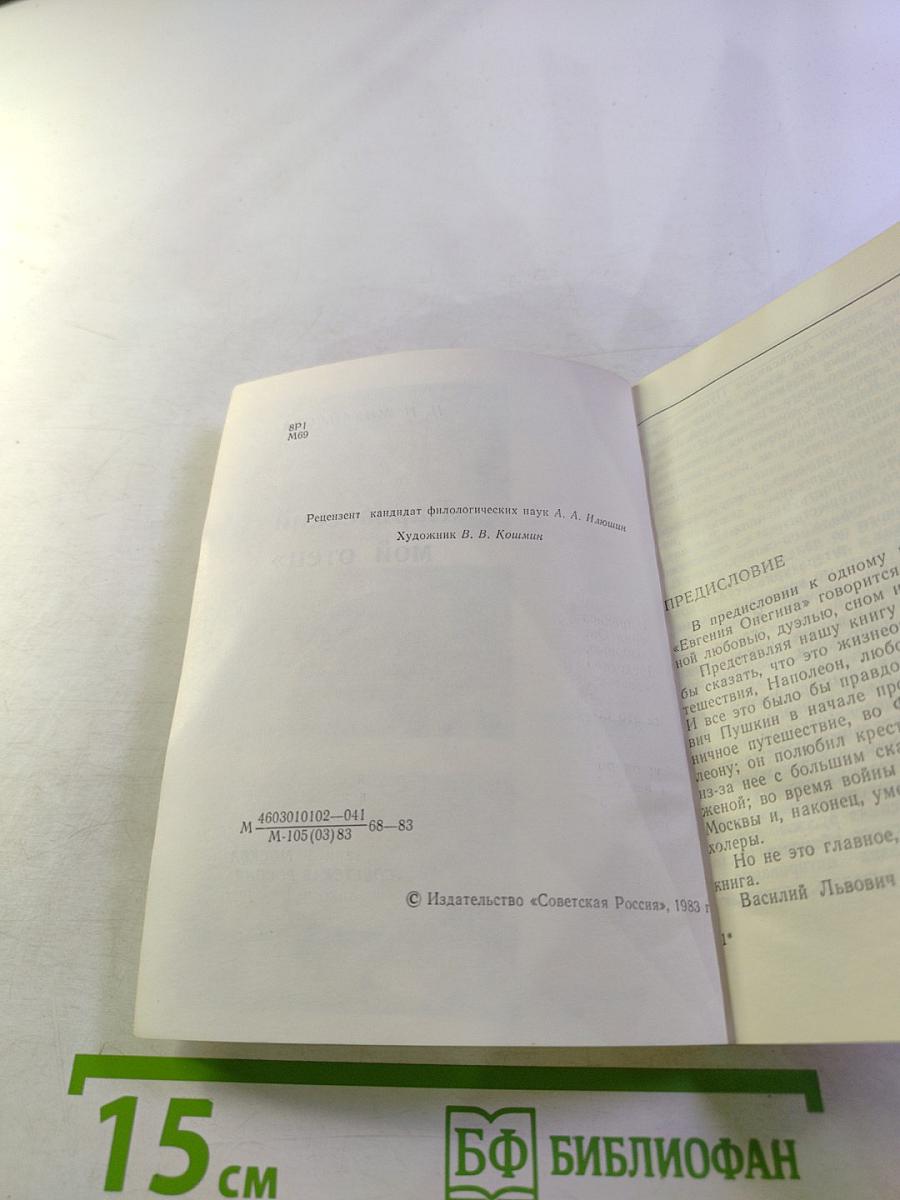 8Р1
М69
Рецензент кандидат филологических наук А. А. Илюшин
Художник В. В. Кошмин
М 4603010102—041 68—83
М-105(03)83
© Издательство «Советская Россия», 1983 г
ПРЕДИСЛОВИЕ
В предисловии к одному
«Евгения Онегина» говорится
ной любовью, дуэлью, сном и
Представляя нашу книгу
бы сказать, что это жизнео
тешествия, Наполеон, любо
И все это было бы правдо
вич Пушкин в начале про
ничное путешествие, во
леону; он полюбил крест
из-за нее с большим ска
женой; во время войны
Москвы и, наконец, уме
холеры.
Но не это главное,
книга.
Василий Львович
1*
15 см
БФ БИБЛИОФАН